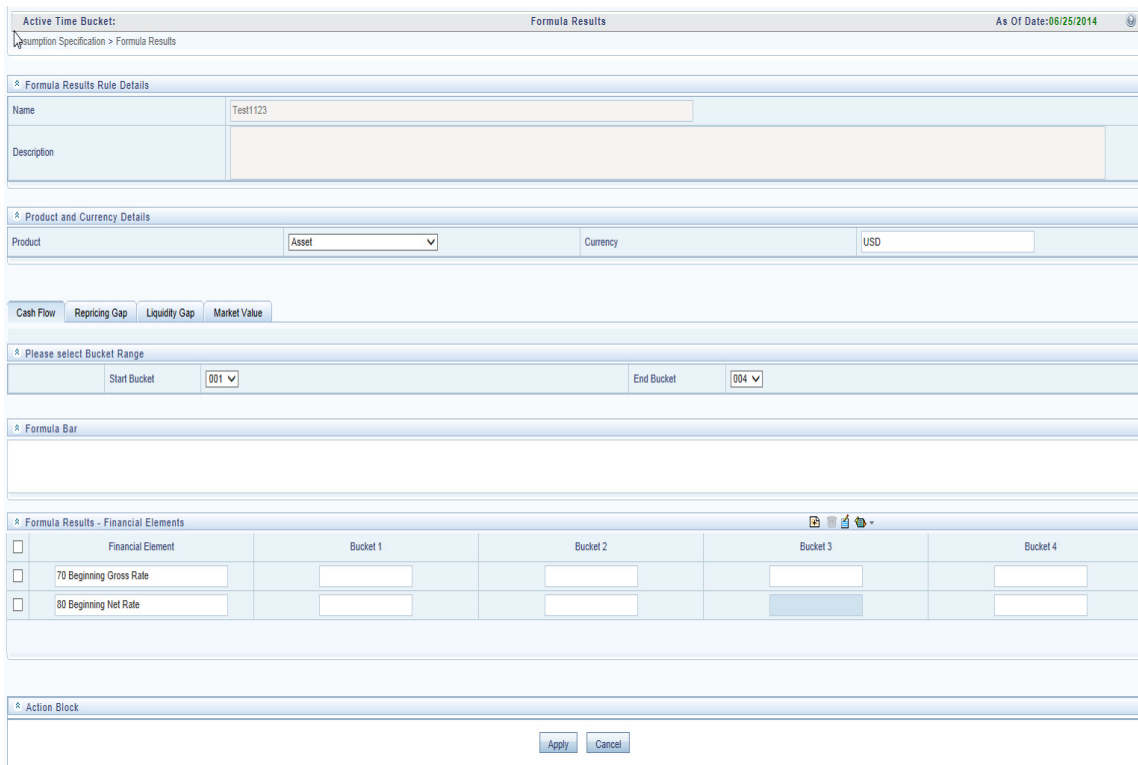 Active Time Bucket: Formula Results As Of Date:06/25/2014
sumption Specification > Formula Results
Formula Results Rule Details
Name Test1123
Description
Product and Currency Details
Product Asset Currency USD
Cash Flow Repricing Gap Liquidity Gap Market Value
Please select Bucket Range
Start Bucket 001 End Bucket 004
Formula Bar
Formula Results - Financial Elements
Financial Element Bucket 1 Bucket 2 Bucket 3 Bucket 4
70 Beginning Gross Rate
80 Beginning Net Rate
Action Block
Apply Cancel